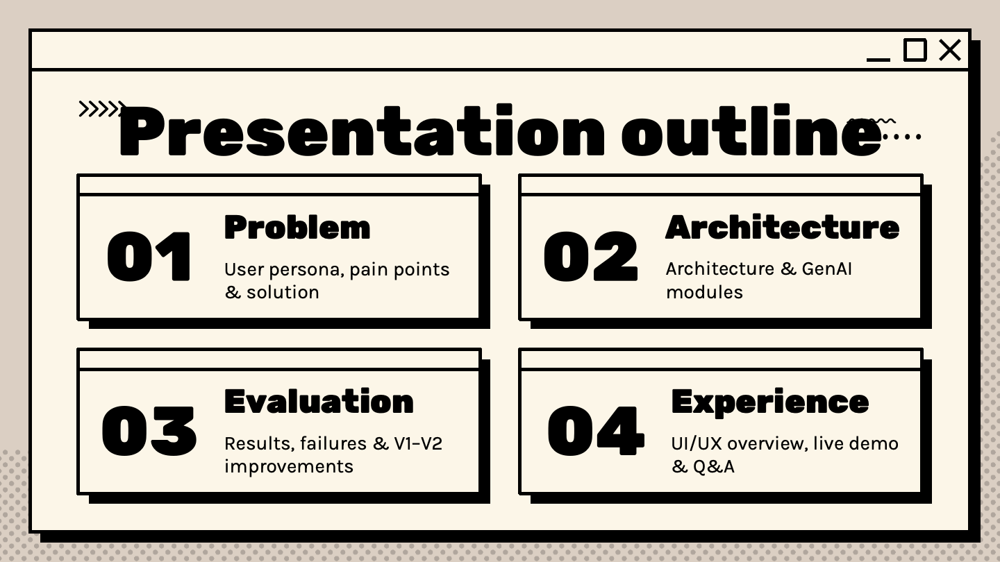 Presentation outline
01
Problem
User persona, pain points
& solution
02
Architecture
Architecture & GenAI
modules
03
Evaluation
Results, failures & V1–V2
improvements
04
Experience
UI/UX overview, live demo
& Q&A